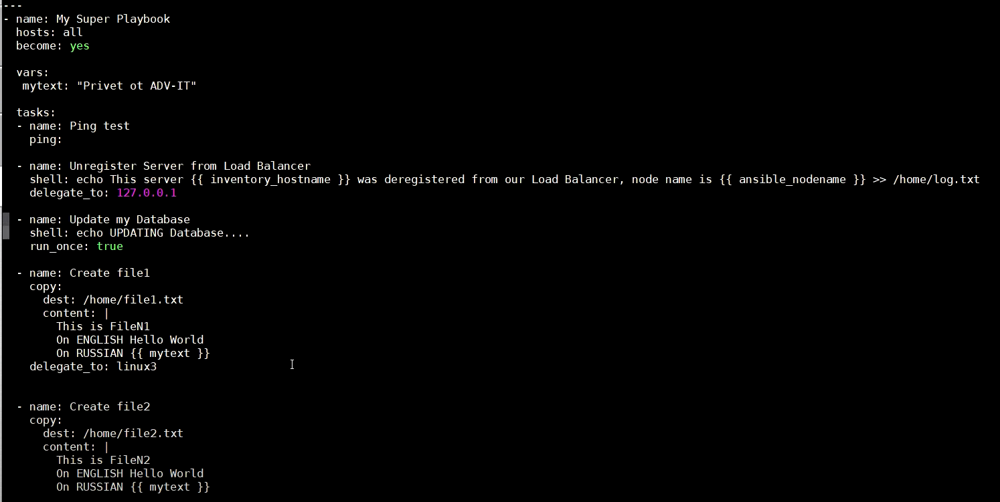 ---
- name: My Super Playbook
  hosts: all
  become: yes

  vars:
   mytext: "Privet ot ADV-IT"

  tasks:
  - name: Ping test
    ping:

  - name: Unregister Server from Load Balancer
    shell: echo This server {{ inventory_hostname }} was deregistered from our Load Balancer, node name is {{ ansible_nodename }} >> /home/log.txt
    delegate_to: 127.0.0.1

  - name: Update my Database
    shell: echo UPDATING Database....
    run_once: true

  - name: Create file1
    copy:
      dest: /home/file1.txt
      content: |
        This is FileN1
        On ENGLISH Hello World
        On RUSSIAN {{ mytext }}
    delegate_to: linux3


  - name: Create file2
    copy:
      dest: /home/file2.txt
      content: |
        This is FileN2
        On ENGLISH Hello World
        On RUSSIAN {{ mytext }}